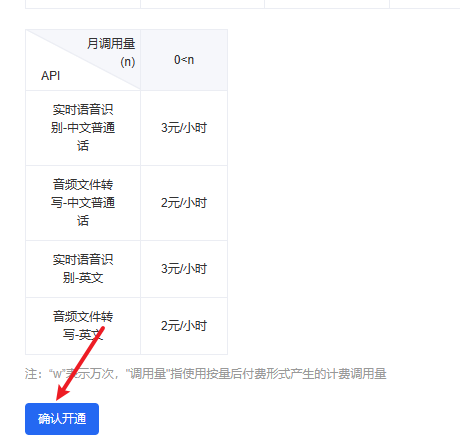 月调用量
(n)
API
0<n
实时语音识
别-中文普通
话
3元/小时
音频文件转
写-中文普通
话
2元/小时
实时语音识
别-英文
3元/小时
音频文件转
写-英文
2元/小时
注：“w”表示万次，“调用量”指使用按量后付费形式产生的计费调用量
确认开通